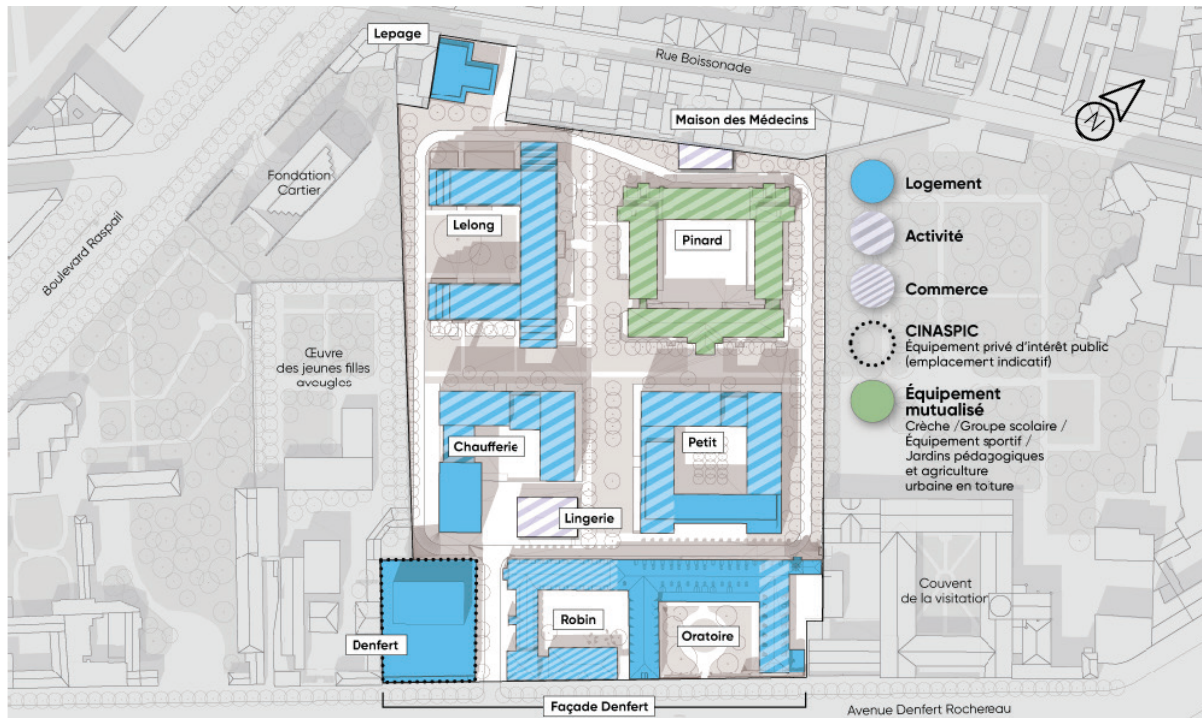 Lepage
Rue Boissonade
Maison des Médecins
N
Fondation
Cartier
Boulevard Raspail
Lelong
Pinard
Logement
Activité
Commerce
CINASPIC
Équipement privé d'intérêt public
(emplacement indicatif)
Équipement
mutualisé
Crèche /Groupe scolaire /
Équipement sportif /
Jardins pédagogiques
et agriculture
urbaine en toiture
Œuvre
des jeunes filles
aveugles
Chaufferie
Petit
Lingerie
Couvent
de la visitation
Denfert
Robin
Oratoire
Façade Denfert
Avenue Denfert Rochereau